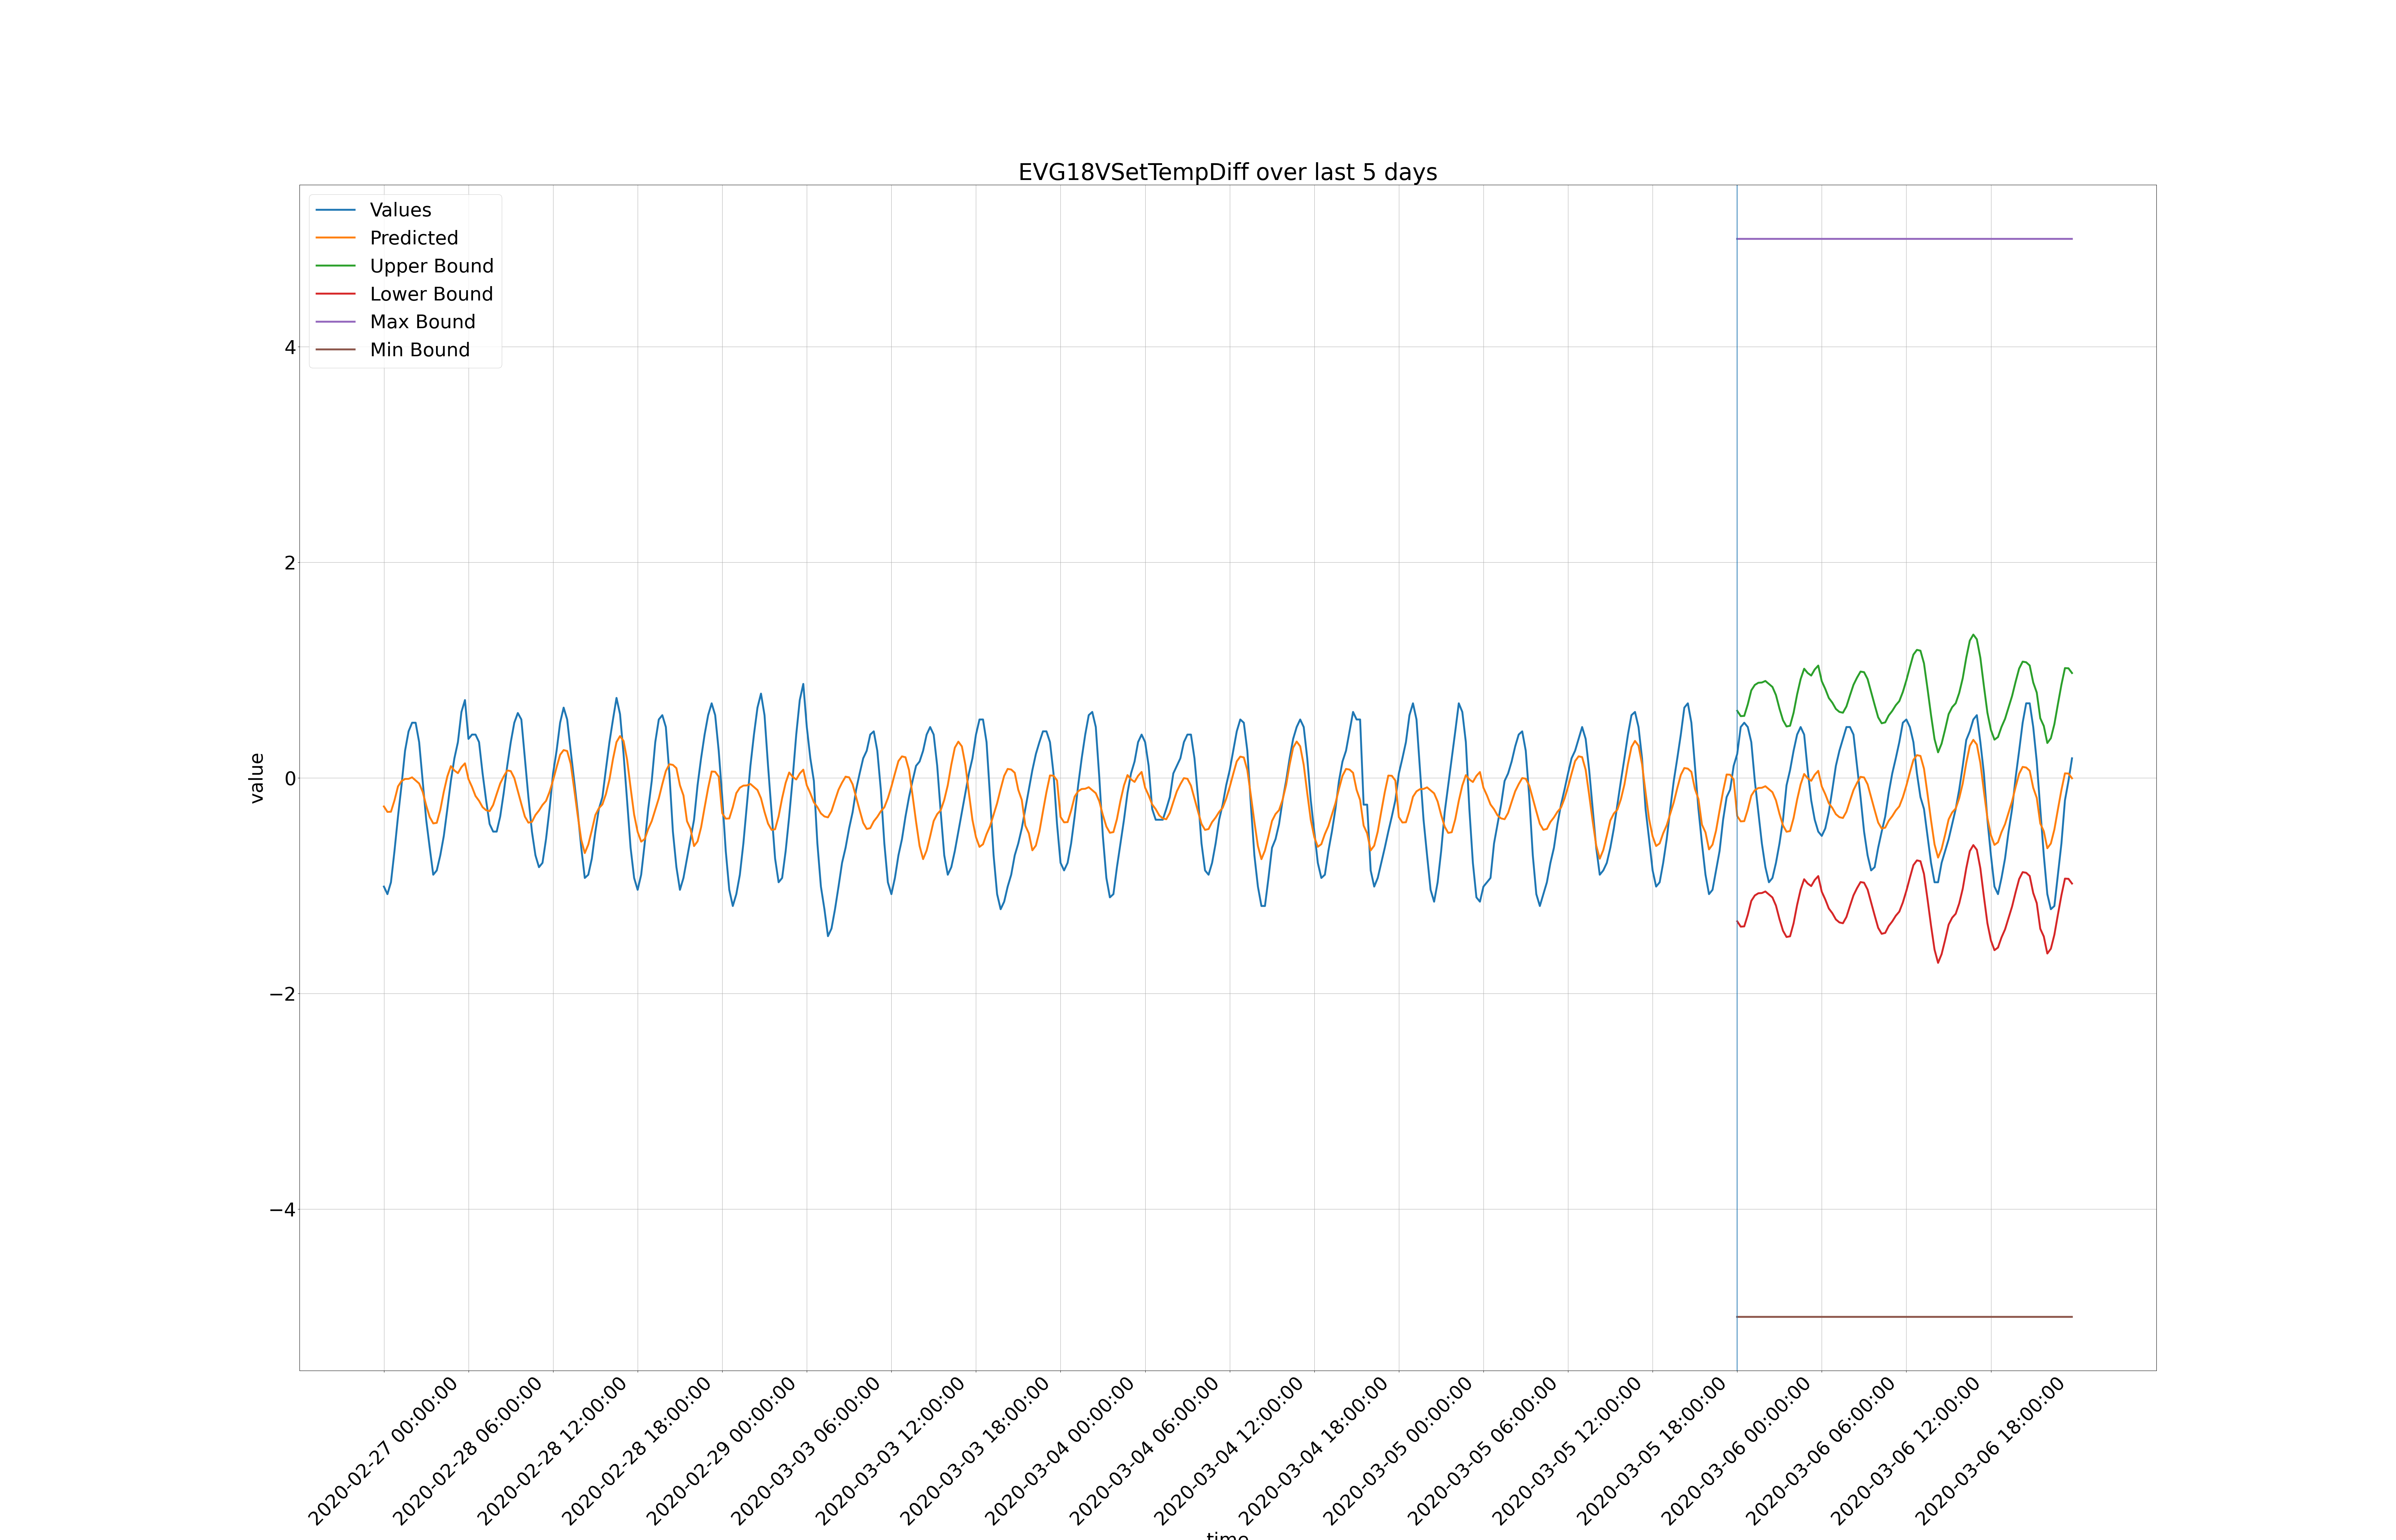 EVG18VSetTempDiff over last 5 days
Values
Predicted
Upper Bound
Lower Bound
Max Bound
Min Bound
4
2
0
−2
−4
value
2020-02-27 00:00:00
2020-02-28 06:00:00
2020-02-28 12:00:00
2020-02-28 18:00:00
2020-02-29 00:00:00
2020-03-03 06:00:00
2020-03-03 12:00:00
2020-03-03 18:00:00
2020-03-04 00:00:00
2020-03-04 06:00:00
2020-03-04 12:00:00
2020-03-04 18:00:00
2020-03-05 00:00:00
2020-03-05 06:00:00
2020-03-05 12:00:00
2020-03-05 18:00:00
2020-03-06 00:00:00
2020-03-06 06:00:00
2020-03-06 12:00:00
2020-03-06 18:00:00
time